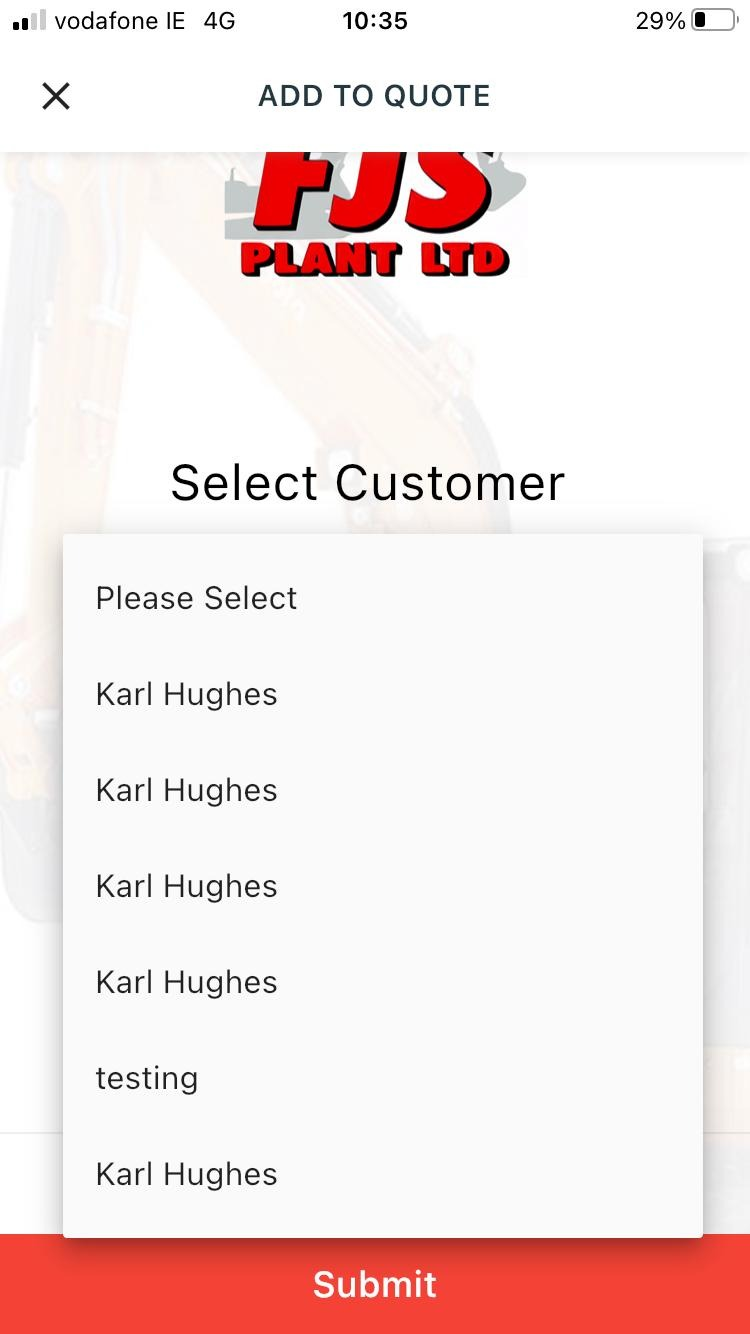 vodafone IE 4G 10:35 29%
ADD TO QUOTE
FJS
PLANT LTD
Select Customer
Please Select
Karl Hughes
Karl Hughes
Karl Hughes
Karl Hughes
testing
Karl Hughes
Submit